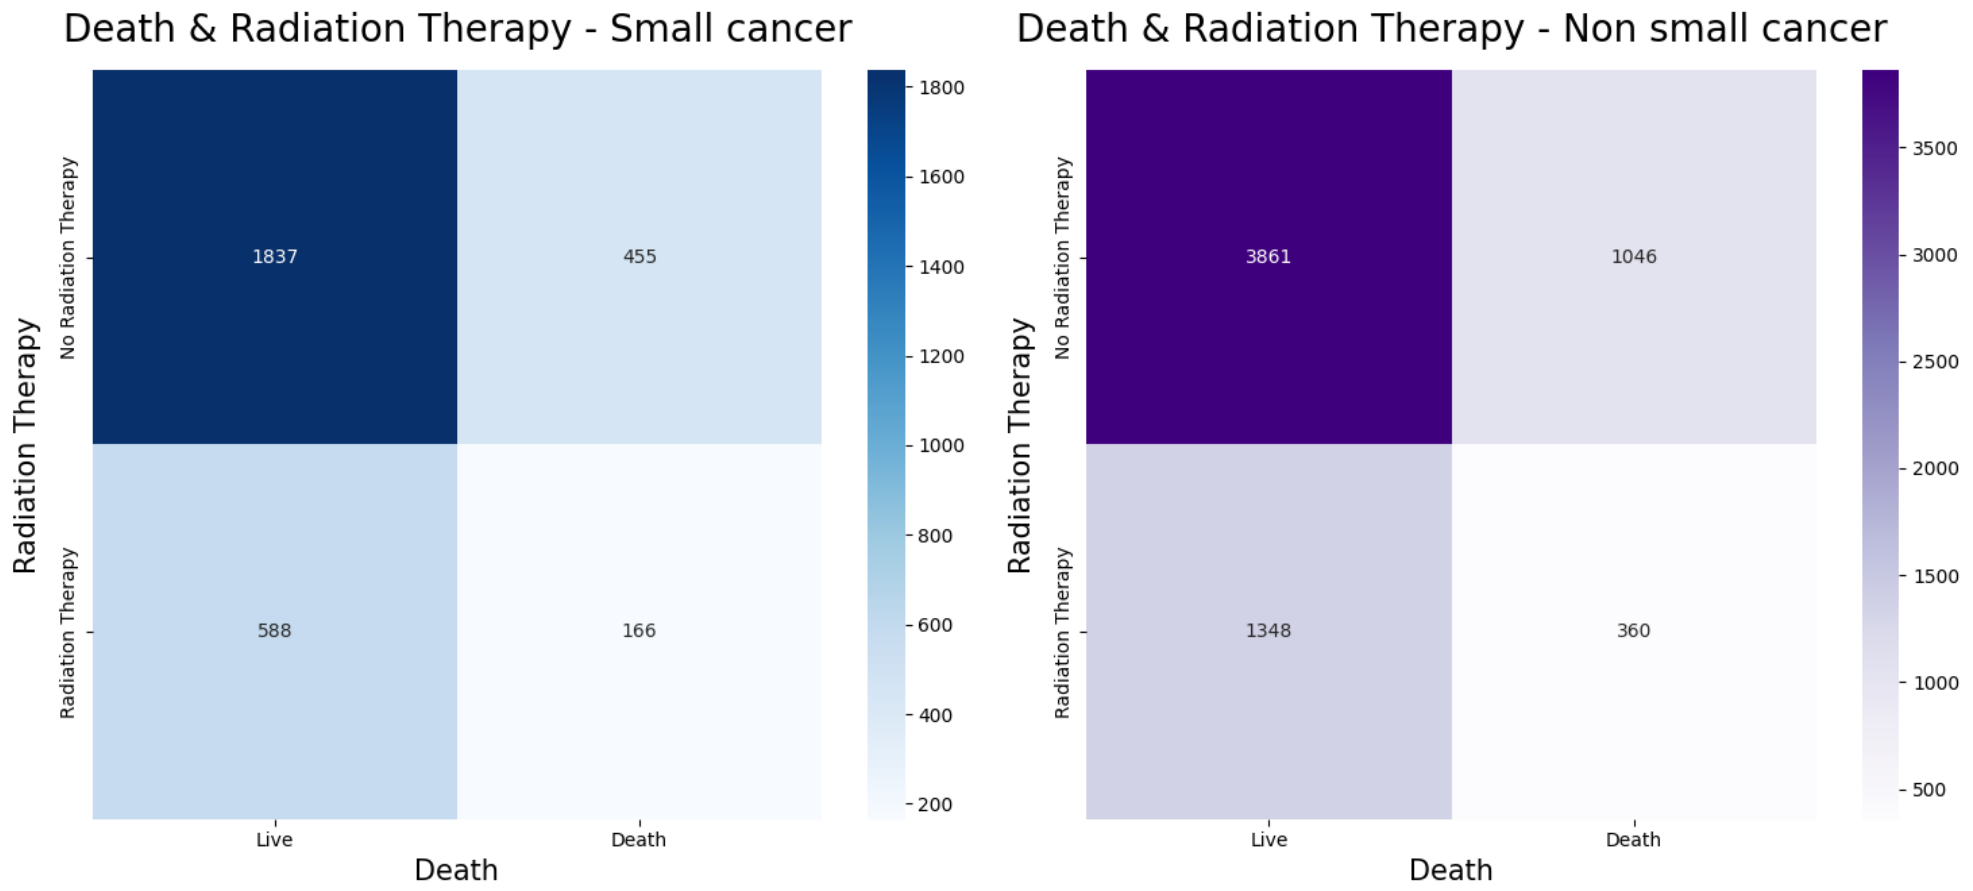 Death & Radiation Therapy - Small cancer
Radiation Therapy
No Radiation Therapy
Radiation Therapy
1837
455
588
166
Live
Death
Death
1800
1600
1400
1200
1000
800
600
400
200
Death & Radiation Therapy - Non small cancer
Radiation Therapy
No Radiation Therapy
Radiation Therapy
3861
1046
1348
360
Live
Death
Death
3500
3000
2500
2000
1500
1000
500